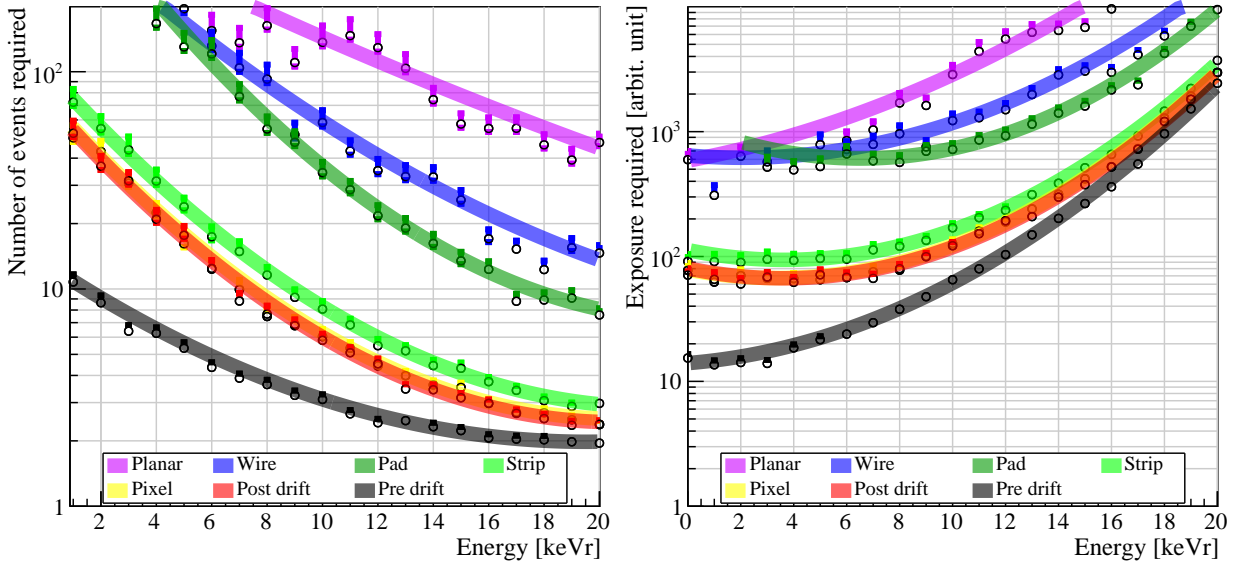 Number of events required
10²
10
1
2 4 6 8 10 12 14 16 18 20
Energy [keVr]
Planar Wire Pad Strip
Pixel Post drift Pre drift
Exposure required [arbit. unit]
10³
10²
10
1
0 2 4 6 8 10 12 14 16 18 20
Energy [keVr]
Planar Wire Pad Strip
Pixel Post drift Pre drift